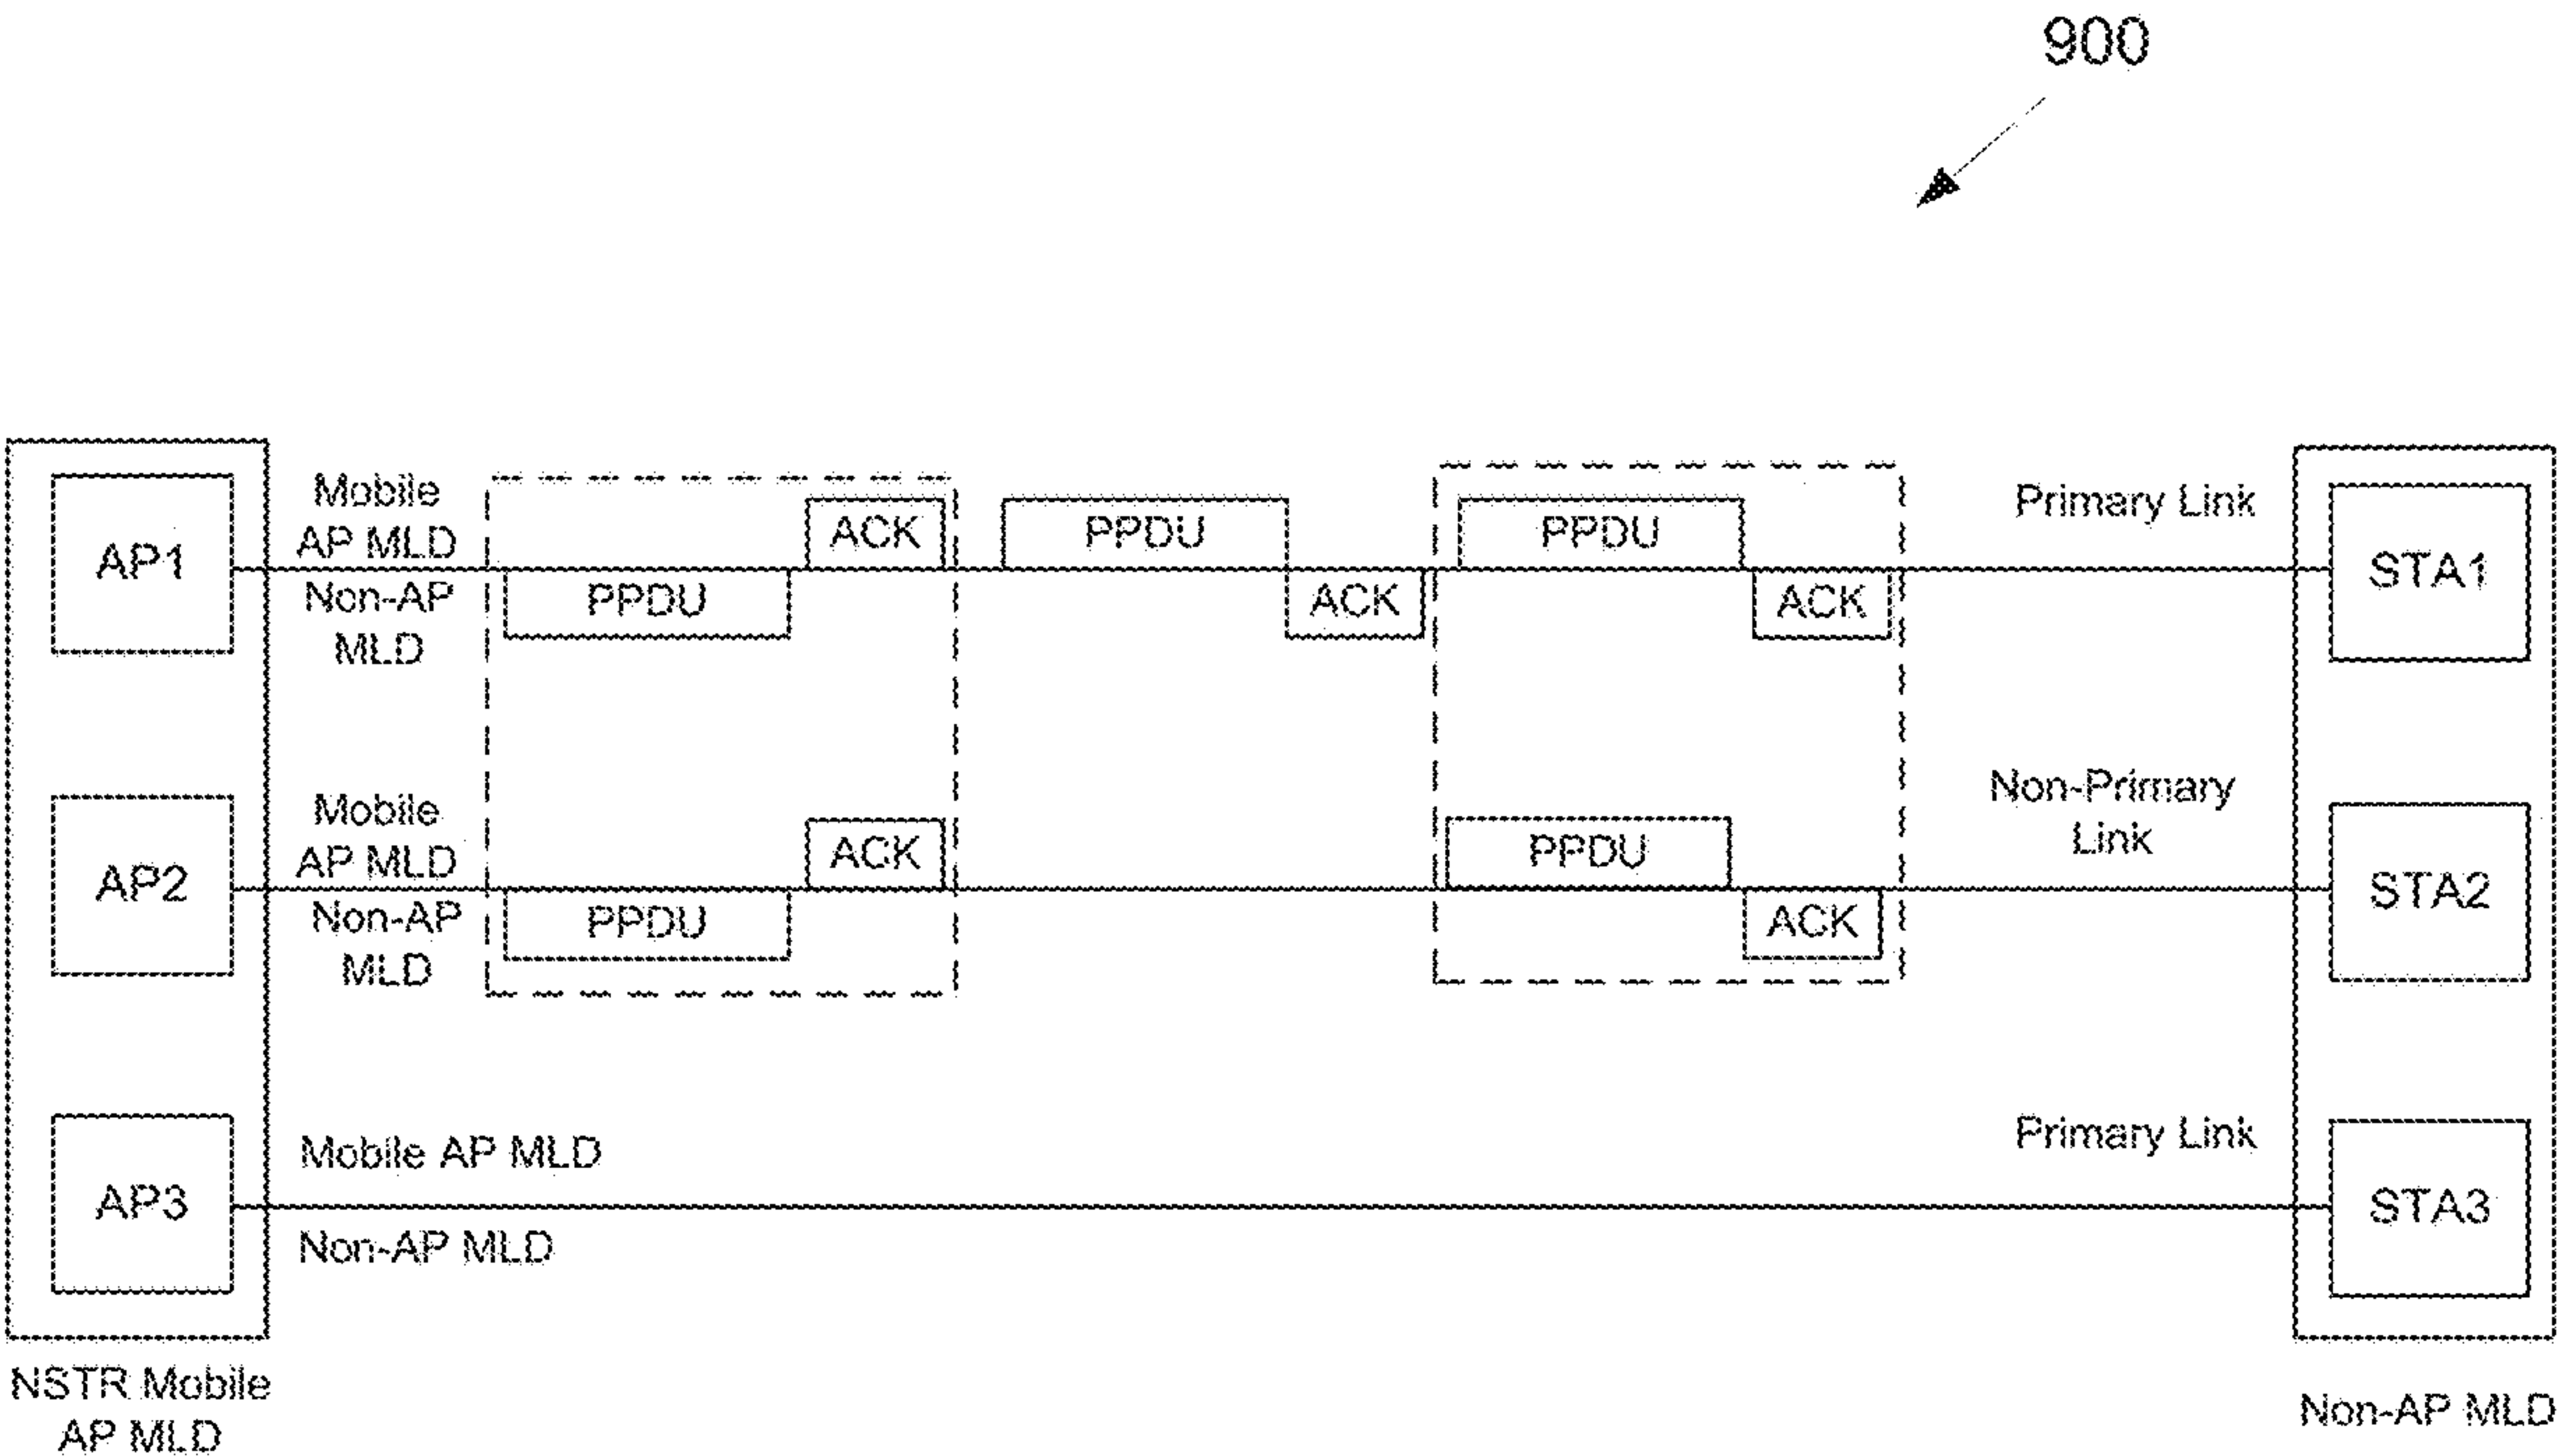 900
Mobile
AP MLD
Non-AP
MLD
AP1
PPDU
ACK
PPDU
ACK
PPDU
ACK
Primary Link
STA1
Mobile
AP MLD
Non-AP
MLD
AP2
PPDU
ACK
PPDU
ACK
Non-Primary
Link
STA2
Mobile AP MLD
Non-AP MLD
AP3
Primary Link
STA3
NSTR Mobile
AP MLD
Non-AP MLD